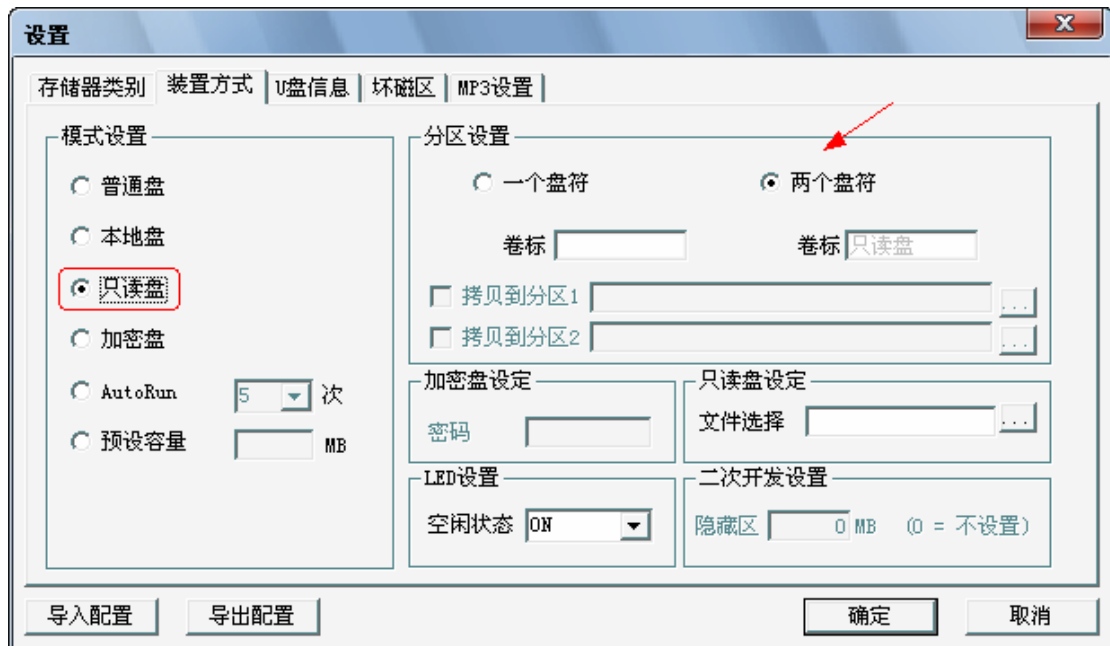 设置
存储器类别 装置方式 U盘信息 坏磁区 MP3设置
模式设置
普通盘
本地盘
只读盘
加密盘
AutoRun 5 次
预设容量 MB
分区设置
一个盘符 两个盘符
卷标 卷标 只读盘
拷贝到分区1 ...
拷贝到分区2 ...
加密盘设定
密码
只读盘设定
文件选择 ...
LED设置
空闲状态 ON
二次开发设置
隐藏区 0 MB (0 = 不设置)
导入配置 导出配置 确定 取消